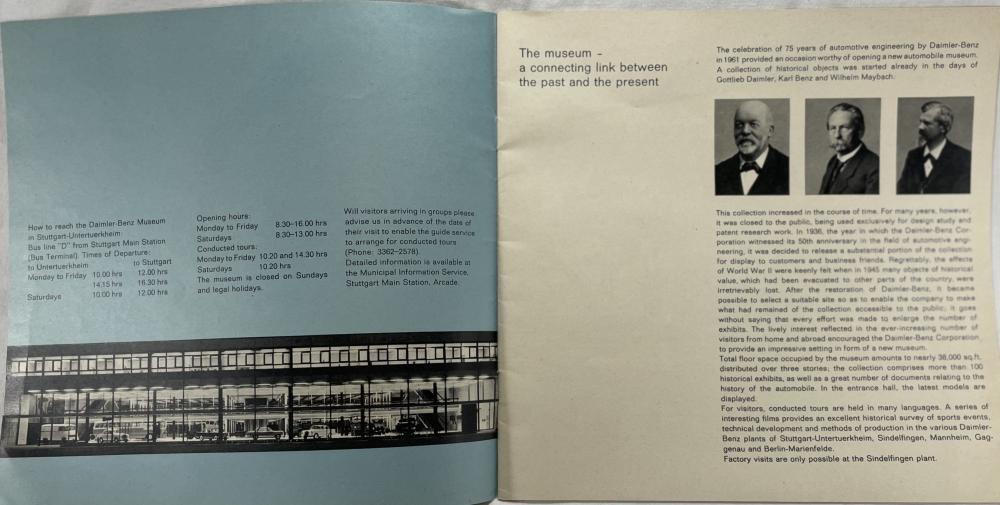 How to reach the Daimler-Benz Museum
in Stuttgart-Untertuerkheim:
Bus line "D" from Stuttgart Main Station
(Bus Terminal). Times of Departure:
to Untertuerkheim to Stuttgart
Monday to Friday 10.00 hrs 12.00 hrs
14.15 hrs 16.30 hrs
Saturdays 10.00 hrs 12.00 hrs
Opening hours:
Monday to Friday 8.30–16.00 hrs
Saturdays 8.30–13.00 hrs
Conducted tours:
Monday to Friday 10.20 and 14.30 hrs
Saturdays 10.20 hrs
The museum is closed on Sundays
and legal holidays.
Will visitors arriving in groups please
advise us in advance of the date of
their visit to enable the guide service
to arrange for conducted tours
(Phone: 3362–2578).
Detailed information is available at
the Municipal Information Service,
Stuttgart Main Station, Arcade.
The museum –
a connecting link between
the past and the present
The celebration of 75 years of automotive engineering by Daimler-Benz
in 1961 provided an occasion worthy of opening a new automobile museum.
A collection of historical objects was started already in the days of
Gottlieb Daimler, Karl Benz and Wilhelm Maybach.
This collection increased in the course of time. For many years, however,
it was closed to the public, being used exclusively for design study and
patent research work. In 1936, the year in which the Daimler-Benz Cor-
poration witnessed its 50th anniversary in the field of automotive engi-
neering, it was decided to release a substantial portion of the collection
for display to customers and business friends. Regrettably, the effects
of World War II were keenly felt when in 1945 many objects of historical
value, which had been evacuated to other parts of the country, were
irretrievably lost. After the restoration of Daimler-Benz, it became
possible to select a suitable site so as to enable the company to make
what had remained of the collection accessible to the public; it goes
without saying that every effort was made to enlarge the number of
exhibits. The lively interest reflected in the ever-increasing number of
visitors from home and abroad encouraged the Daimler-Benz Corporation
to provide an impressive setting in form of a new museum.
Total floor space occupied by the museum amounts to nearly 38,000 sq.ft.
distributed over three stories; the collection comprises more than 100
historical exhibits, as well as a great number of documents relating to the
history of the automobile. In the entrance hall, the latest models are
displayed.
For visitors, conducted tours are held in many languages. A series of
interesting films provides an excellent historical survey of sports events,
technical development and methods of production in the various Daimler-
Benz plants of Stuttgart-Untertuerkheim, Sindelfingen, Mannheim, Gag-
genau and Berlin-Marienfelde.
Factory visits are only possible at the Sindelfingen plant.